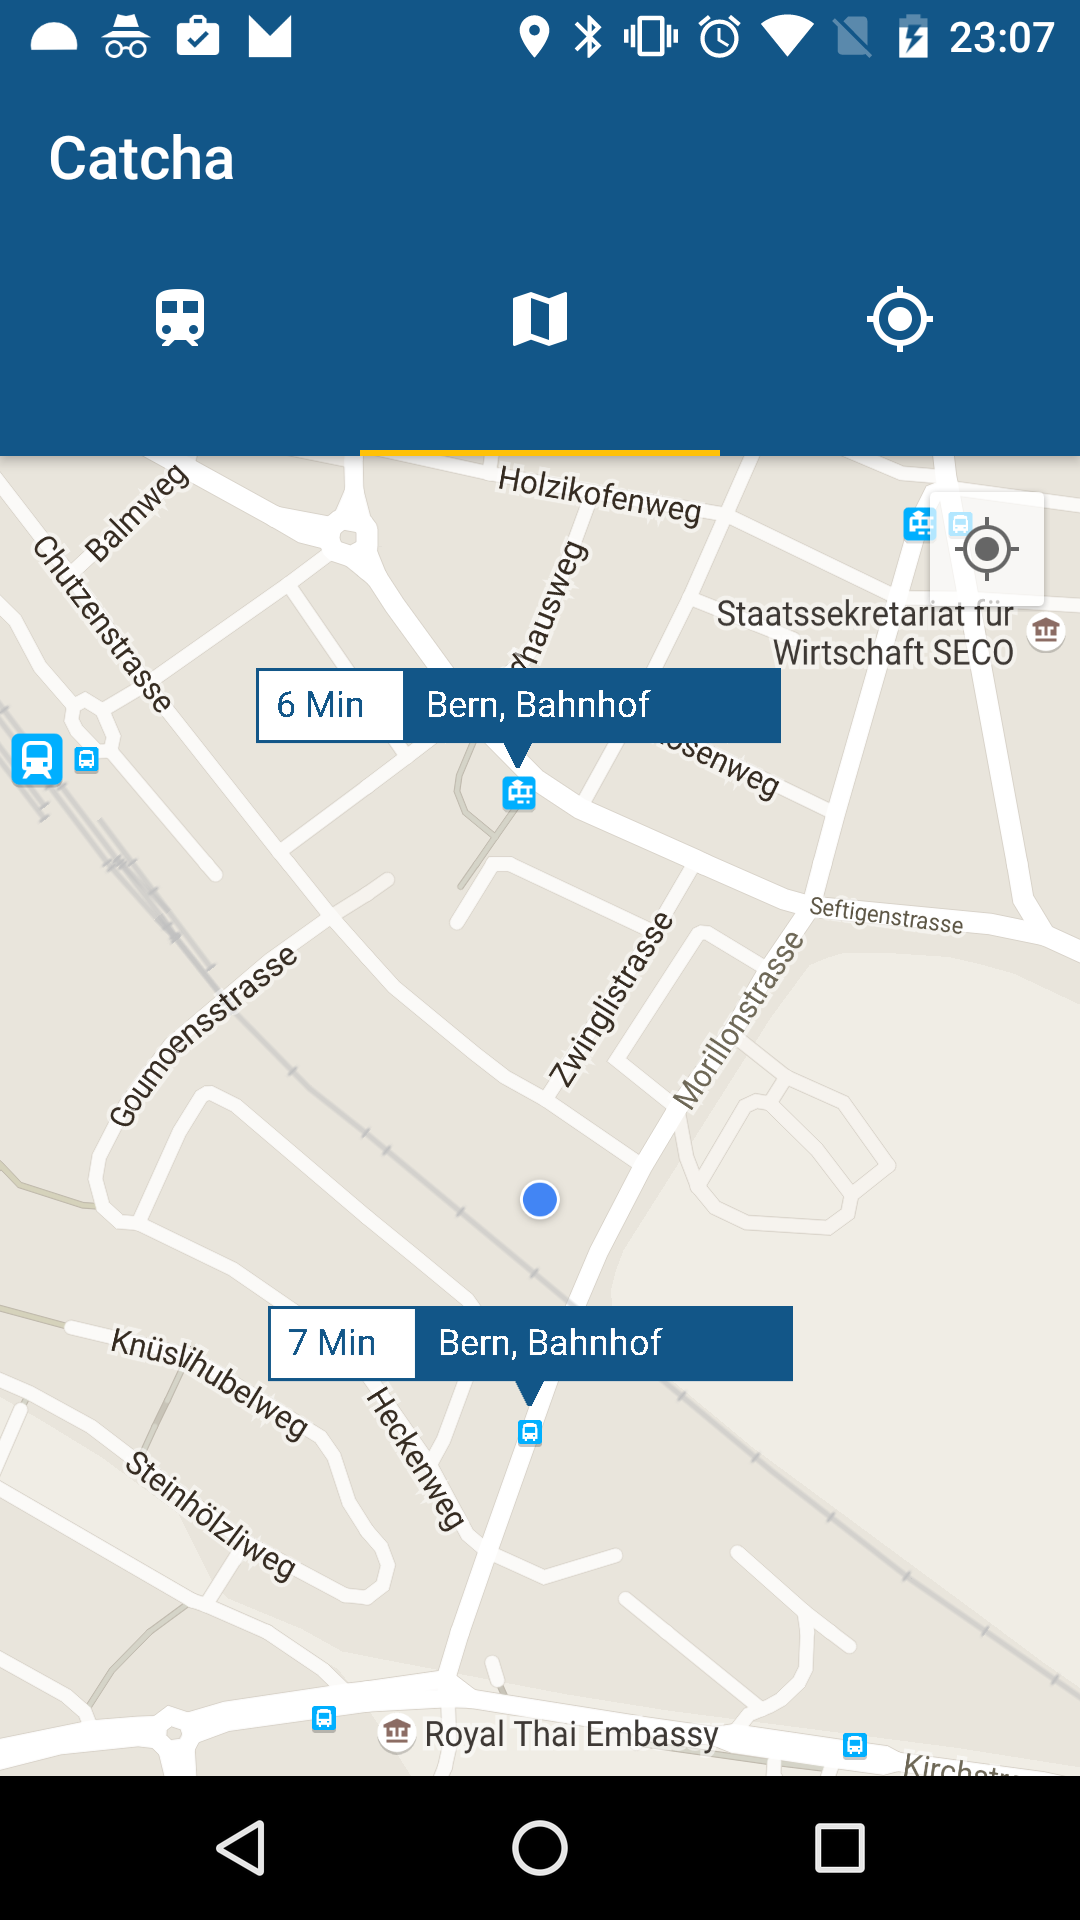 23:07
Catcha
Holzikofenweg
Balmweg
Chutzenstrasse
hausweg
Staatssekretariat für
Wirtschaft SECO
6 Min Bern, Bahnhof
osenweg
Seftigenstrasse
Zwinglistrasse
Morillonstrasse
Goumoensstrasse
7 Min Bern, Bahnhof
Knüslihubelweg
Heckenweg
Steinhölzliweg
Royal Thai Embassy